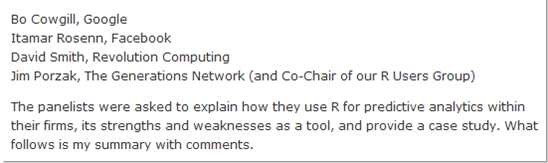 Bo Cowgill, Google
Itamar Rosenn, Facebook
David Smith, Revolution Computing
Jim Porzak, The Generations Network (and Co-Chair of our R Users Group)
The panelists were asked to explain how they use R for predictive analytics within
their firms, its strengths and weaknesses as a tool, and provide a case study. What
follows is my summary with comments.